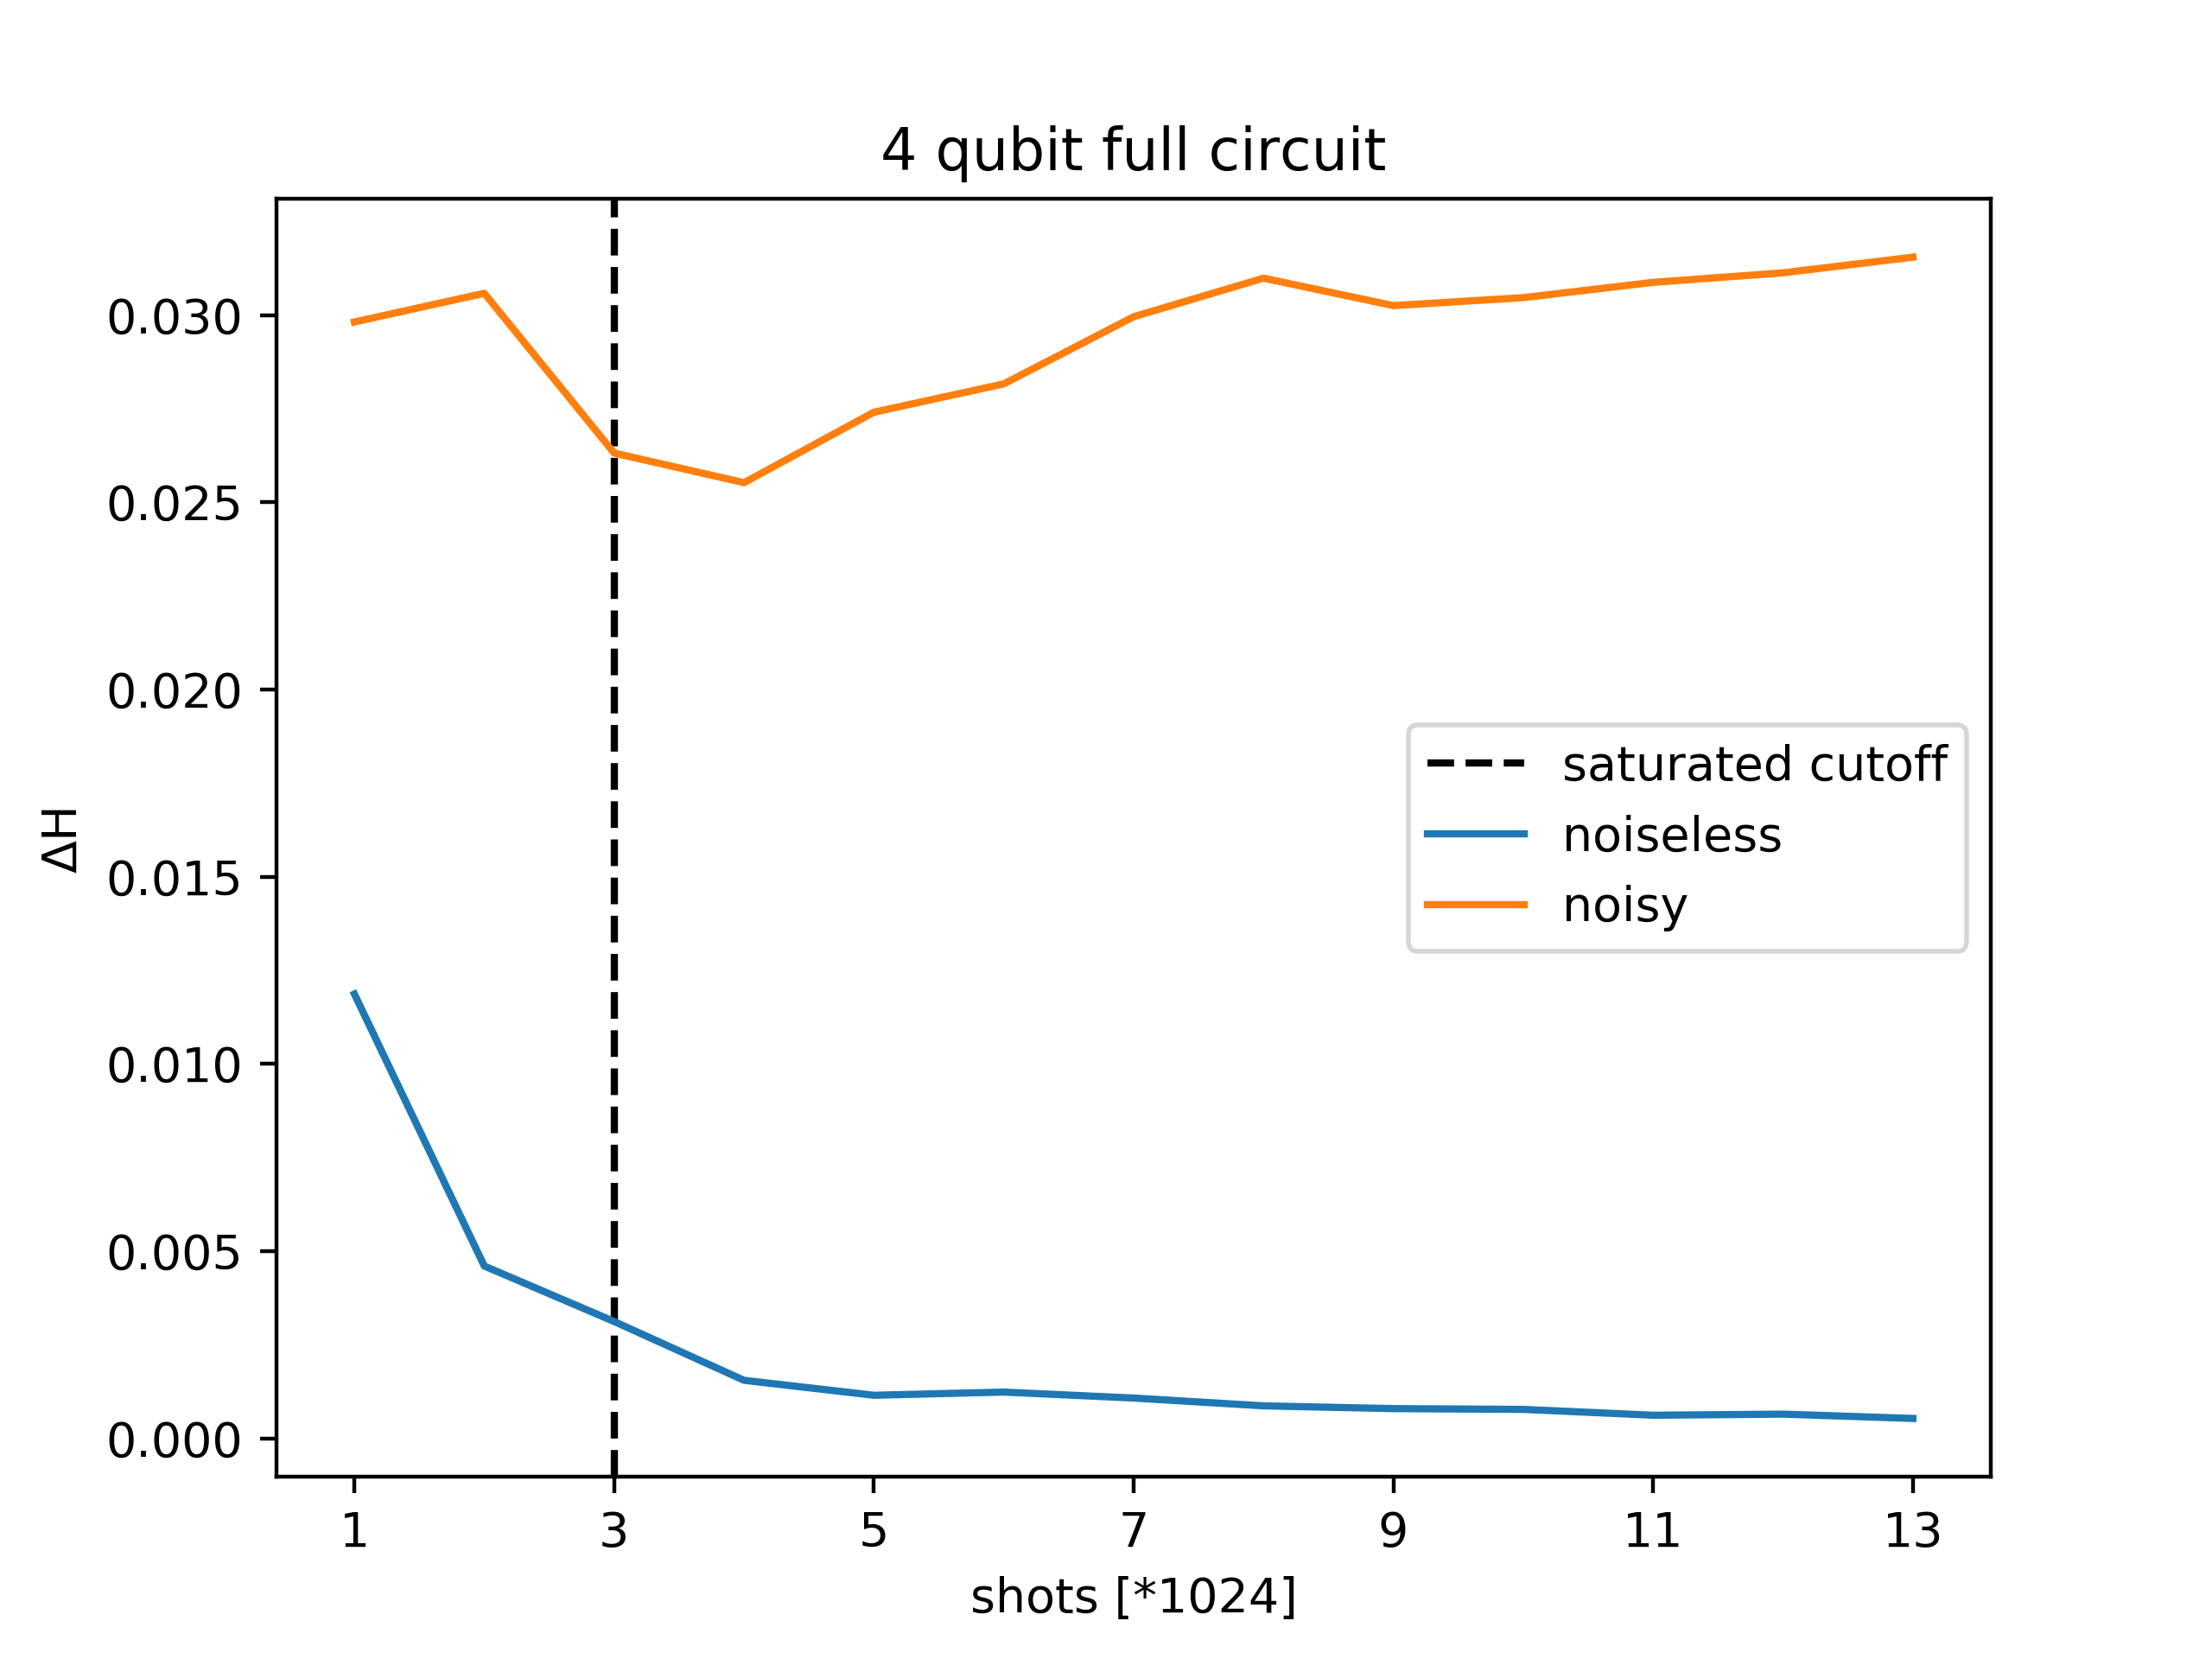 4 qubit full circuit
ΔH
0.030
0.025
0.020
0.015
0.010
0.005
0.000
saturated cutoff
noiseless
noisy
1 3 5 7 9 11 13
shots [*1024]